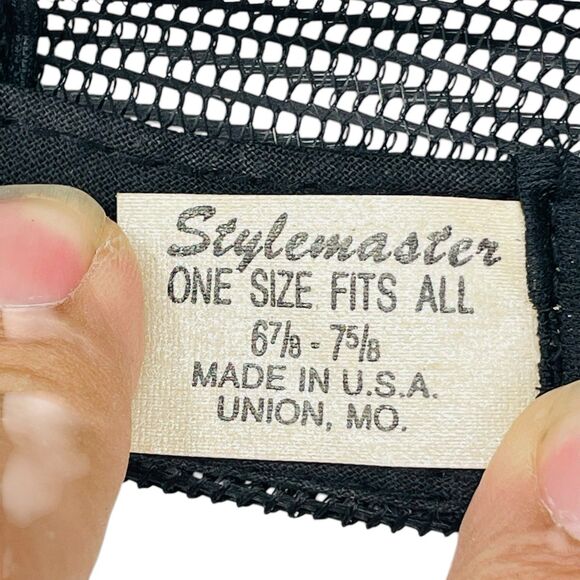 Stylemaster
ONE SIZE FITS ALL
6⅞ - 7⅝
MADE IN U.S.A.
UNION, MO.